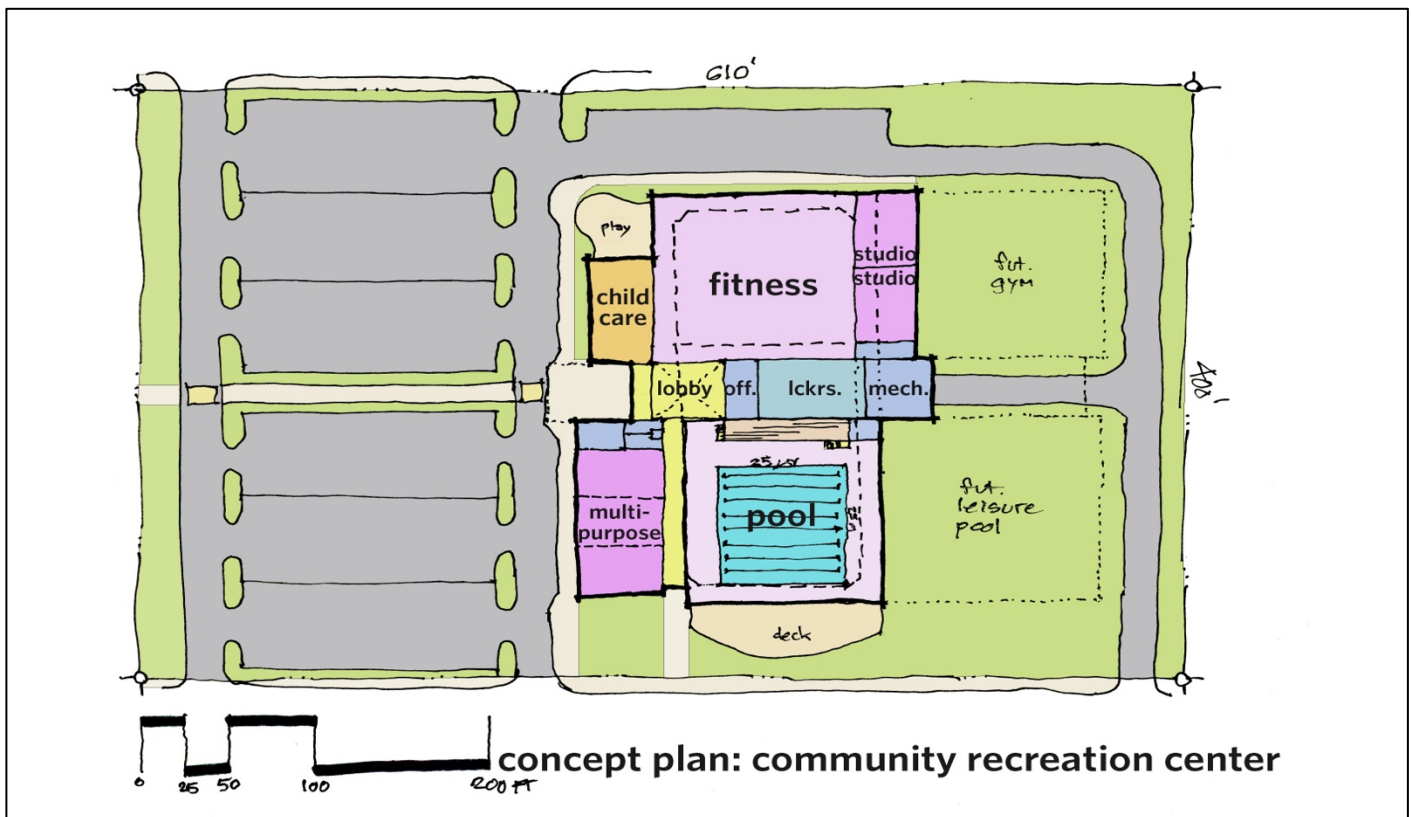 610'
play
fitness
studio
studio
fut.
gym
child
care
400'
lobby
off.
lckrs.
mech.
multi-
purpose
pool
fut.
leisure
pool
deck
0 25 50 100 200 FT
concept plan: community recreation center